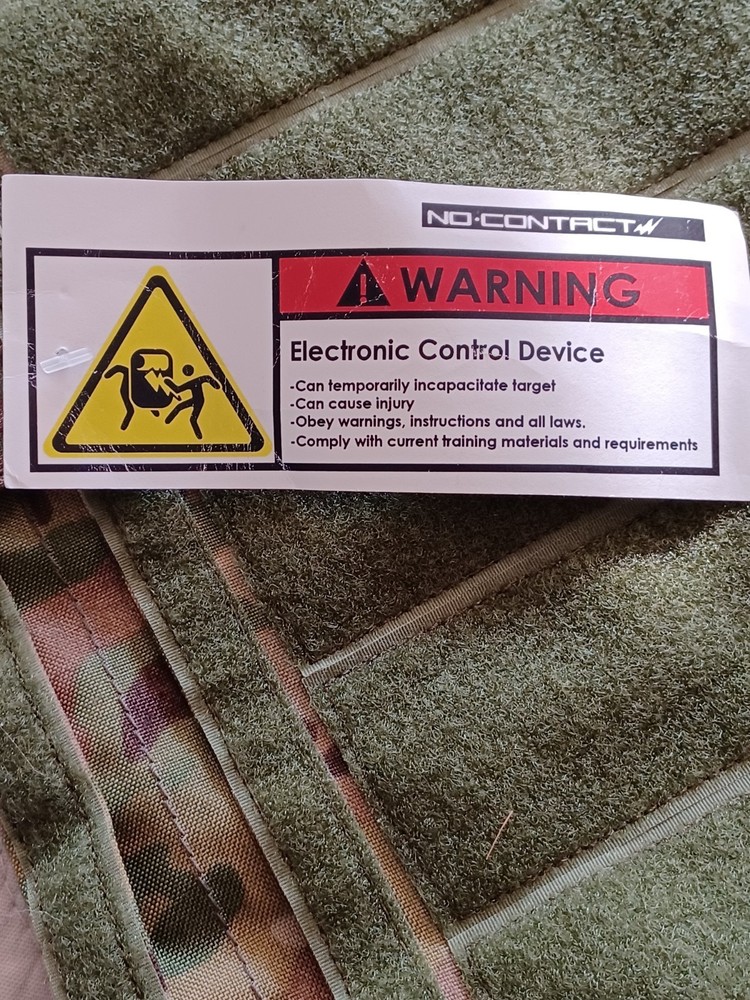 NO·CONTACT
WARNING
Electronic Control Device
-Can temporarily incapacitate target
-Can cause injury
-Obey warnings, instructions and all laws.
-Comply with current training materials and requirements